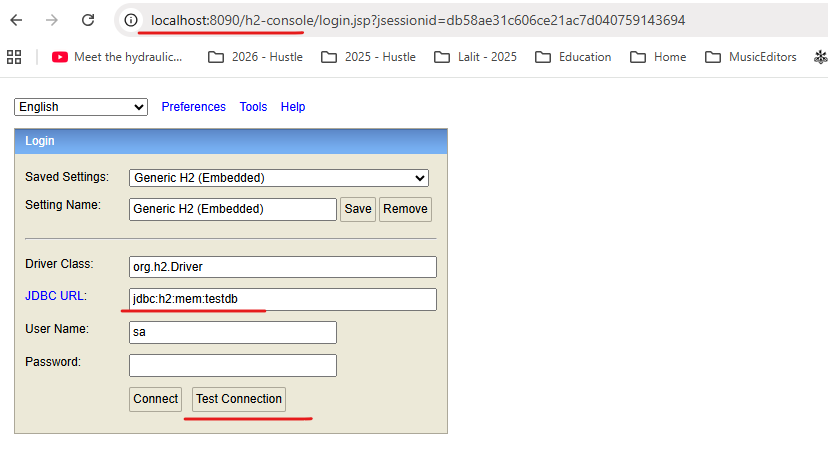 localhost:8090/h2-console/login.jsp?jsessionid=db58ae31c606ce21ac7d040759143694
Meet the hydraulic... 2026 - Hustle 2025 - Hustle Lalit - 2025 Education Home MusicEditors
English Preferences Tools Help
Login
Saved Settings: Generic H2 (Embedded)
Setting Name: Generic H2 (Embedded) Save Remove
Driver Class: org.h2.Driver
JDBC URL: jdbc:h2:mem:testdb
User Name: sa
Password:
Connect Test Connection